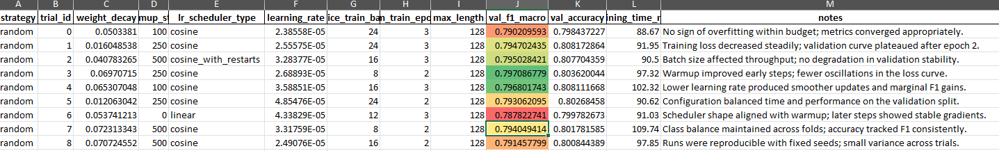 A B C D E F G H I J K L M
strategy trial_id weight_decay mup_s lr_scheduler_type learning_rate ice_train_ba n_train_epo max_length val_f1_macro val_accuracy ining_time_r notes
random 0 0.0503381 100 cosine 2.38558E-05 24 3 128 0.790209593 0.798437227 88.67 No sign of overfitting within budget; metrics converged appropriately.
random 1 0.016048538 250 cosine 2.55575E-05 24 3 128 0.794702435 0.808172864 91.95 Training loss decreased steadily; validation curve plateaued after epoch 2.
random 2 0.040783265 500 cosine_with_restarts 3.28377E-05 16 3 128 0.795028421 0.807704359 90.5 Batch size affected throughput; no degradation in validation stability.
random 3 0.06970715 250 cosine 2.68893E-05 8 2 128 0.797086779 0.803620044 97.32 Warmup improved early steps; fewer oscillations in the loss curve.
random 4 0.065307048 100 cosine 3.58851E-05 16 3 128 0.796801743 0.808111668 102.32 Lower learning rate produced smoother updates and marginal F1 gains.
random 5 0.012063042 250 cosine 4.85476E-05 24 2 128 0.793062095 0.80268458 90.62 Configuration balanced time and performance on the validation split.
random 6 0.053741213 0 linear 4.33829E-05 12 3 128 0.787822741 0.799782673 91.03 Scheduler shape aligned with warmup; later steps showed stable gradients.
random 7 0.072313343 500 cosine 3.31759E-05 8 2 128 0.794049414 0.801781585 109.74 Class balance maintained across folds; accuracy tracked F1 consistently.
random 8 0.070724552 500 cosine 2.49076E-05 16 2 128 0.791457799 0.800844389 97.85 Runs were reproducible with fixed seeds; small variance across trials.